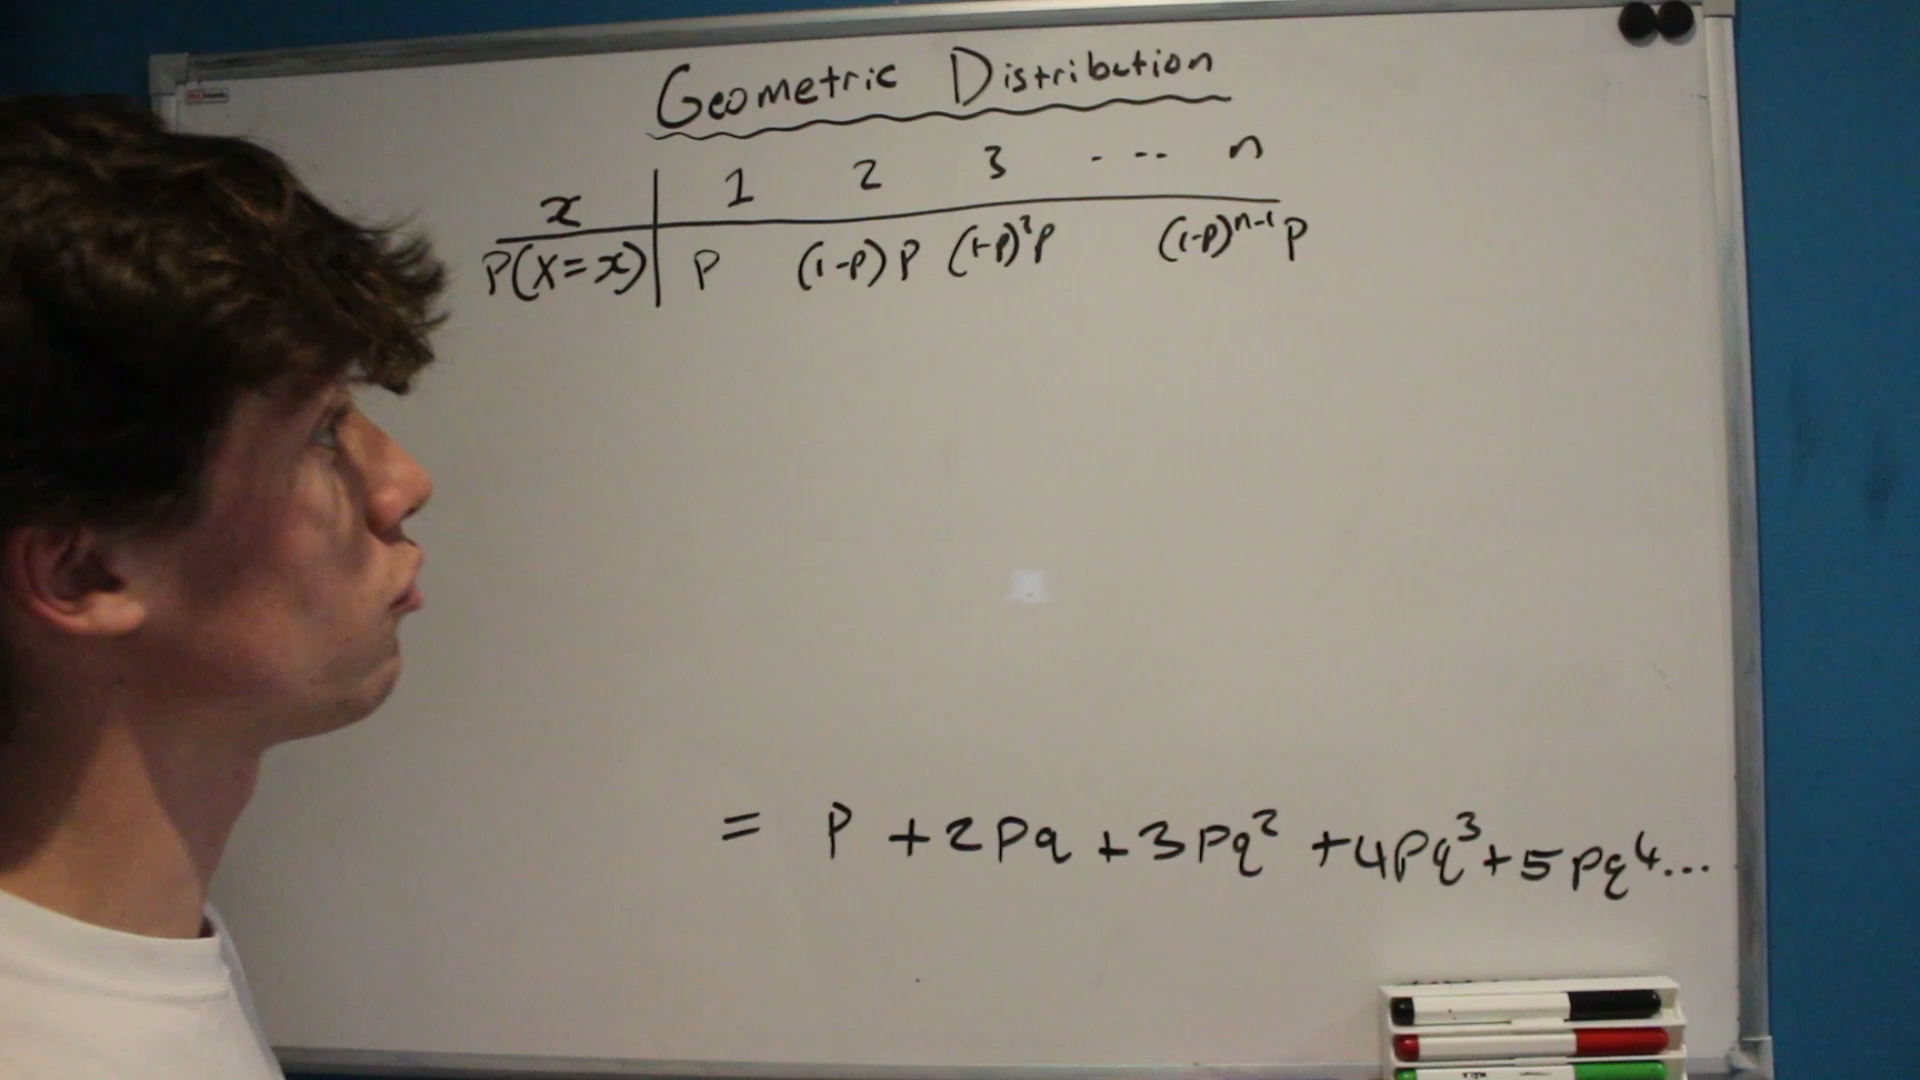 Geometric Distribution
x 1 2 3 ... n
P(X=x) P (1-P)P (1-P)²P (1-P)ⁿ⁻¹P
= P + 2Pq + 3Pq² + 4Pq³ + 5Pq⁴...